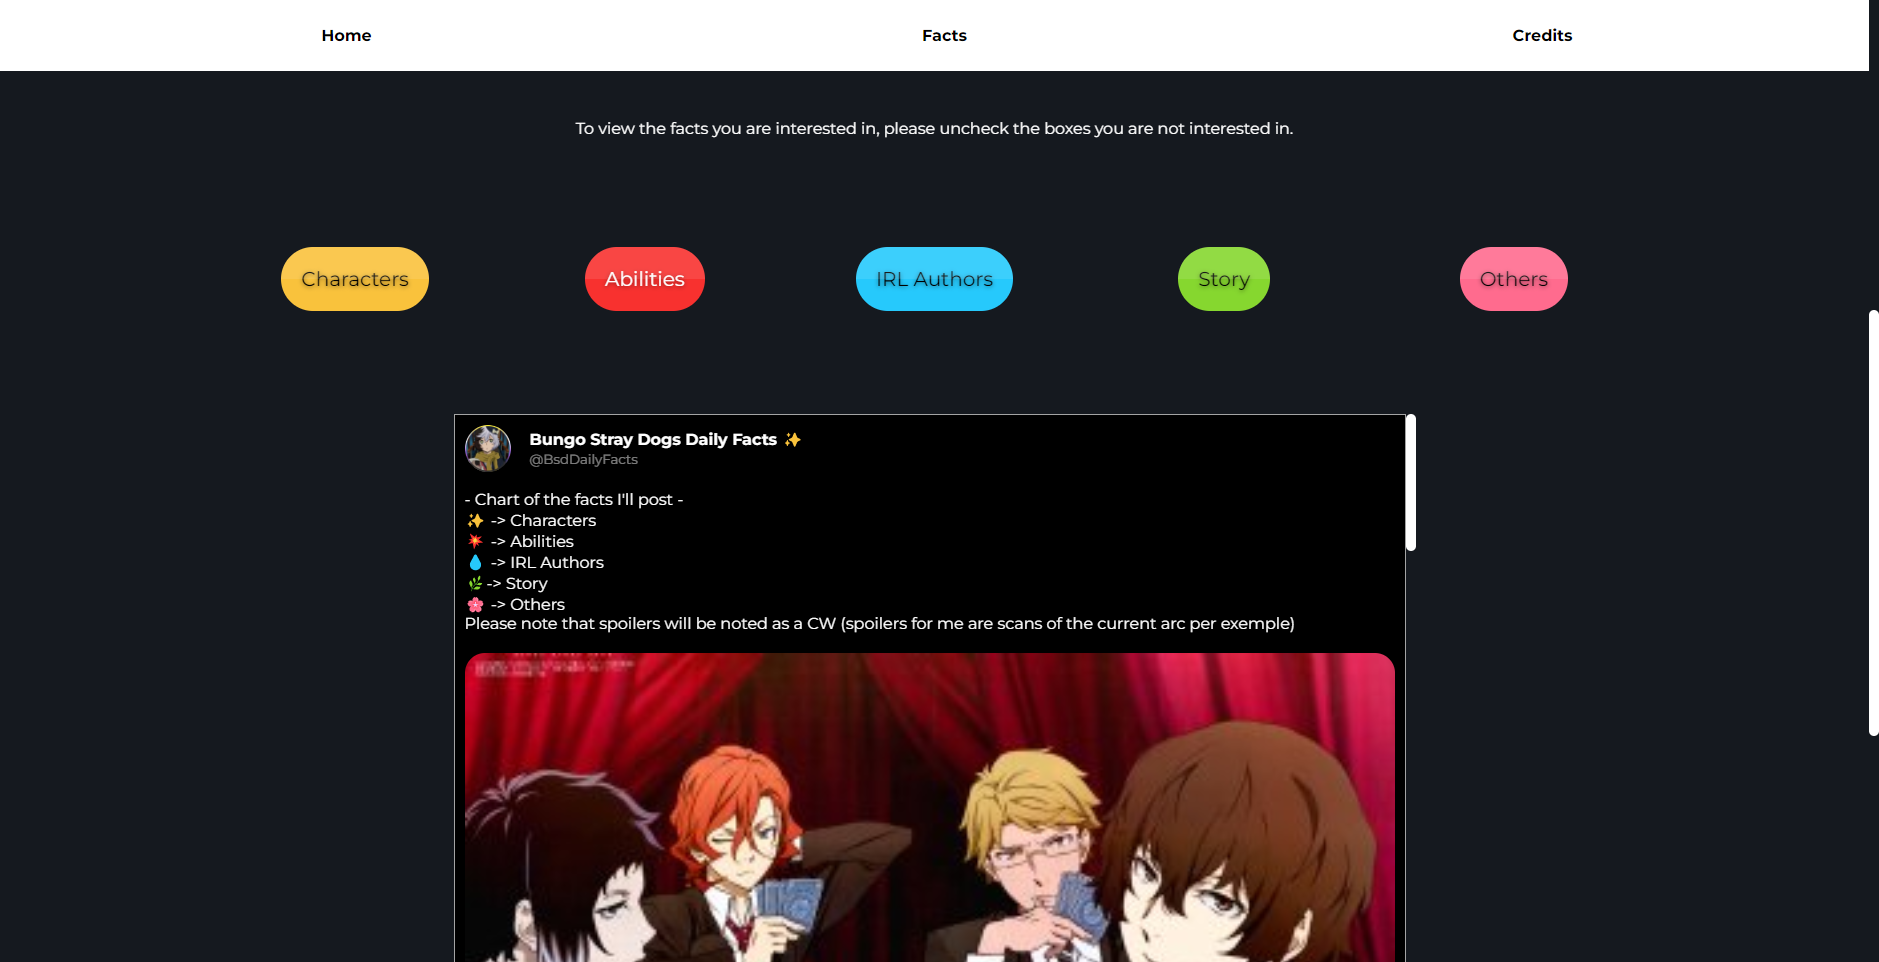 Home
Facts
Credits
To view the facts you are interested in, please uncheck the boxes you are not interested in.
Characters
Abilities
IRL Authors
Story
Others
Bungo Stray Dogs Daily Facts ✨
@BsdDailyFacts
- Chart of the facts I'll post -
✨ -> Characters
💥 -> Abilities
💧 -> IRL Authors
🌿 -> Story
🌸 -> Others
Please note that spoilers will be noted as a CW (spoilers for me are scans of the current arc per exemple)